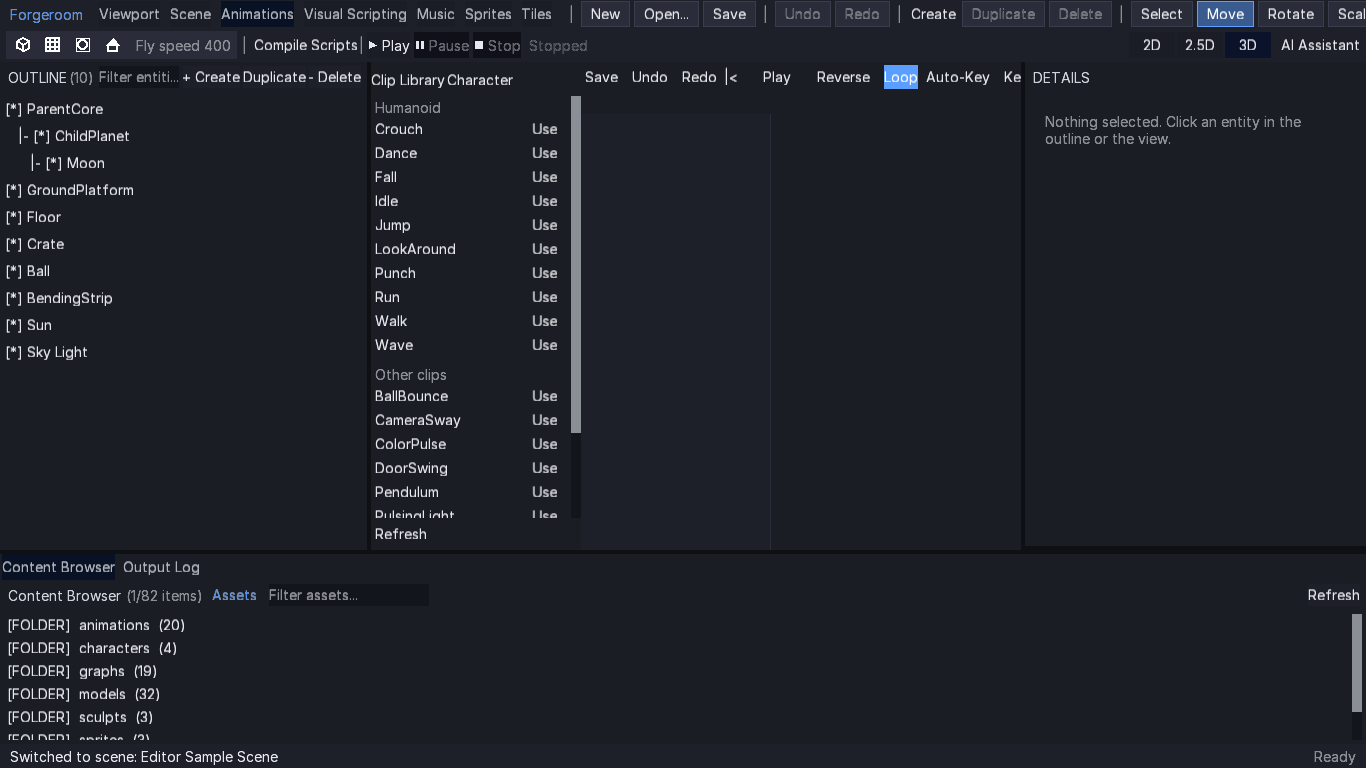 Forgeroom Viewport Scene Animations Visual Scripting Music Sprites Tiles | New Open... Save | Undo Redo | Create Duplicate Delete | Select Move Rotate Scal
Fly speed 400 | Compile Scripts | Play Pause Stop Stopped 2D 2.5D 3D AI Assistant
OUTLINE (10) Filter entiti... + Create Duplicate - Delete
[*] ParentCore
|- [*] ChildPlanet
|- [*] Moon
[*] GroundPlatform
[*] Floor
[*] Crate
[*] Ball
[*] BendingStrip
[*] Sun
[*] Sky Light
Clip Library Character
Humanoid
Crouch Use
Dance Use
Fall Use
Idle Use
Jump Use
LookAround Use
Punch Use
Run Use
Walk Use
Wave Use
Other clips
BallBounce Use
CameraSway Use
ColorPulse Use
DoorSwing Use
Pendulum Use
PulsingLight Use
Refresh
Save Undo Redo |< Play Reverse Loop Auto-Key Ke
DETAILS
Nothing selected. Click an entity in the
outline or the view.
Content Browser Output Log
Content Browser (1/82 items) Assets Filter assets... Refresh
[FOLDER] animations (20)
[FOLDER] characters (4)
[FOLDER] graphs (19)
[FOLDER] models (32)
[FOLDER] sculpts (3)
[FOLDER] sprites (3)
Switched to scene: Editor Sample Scene Ready